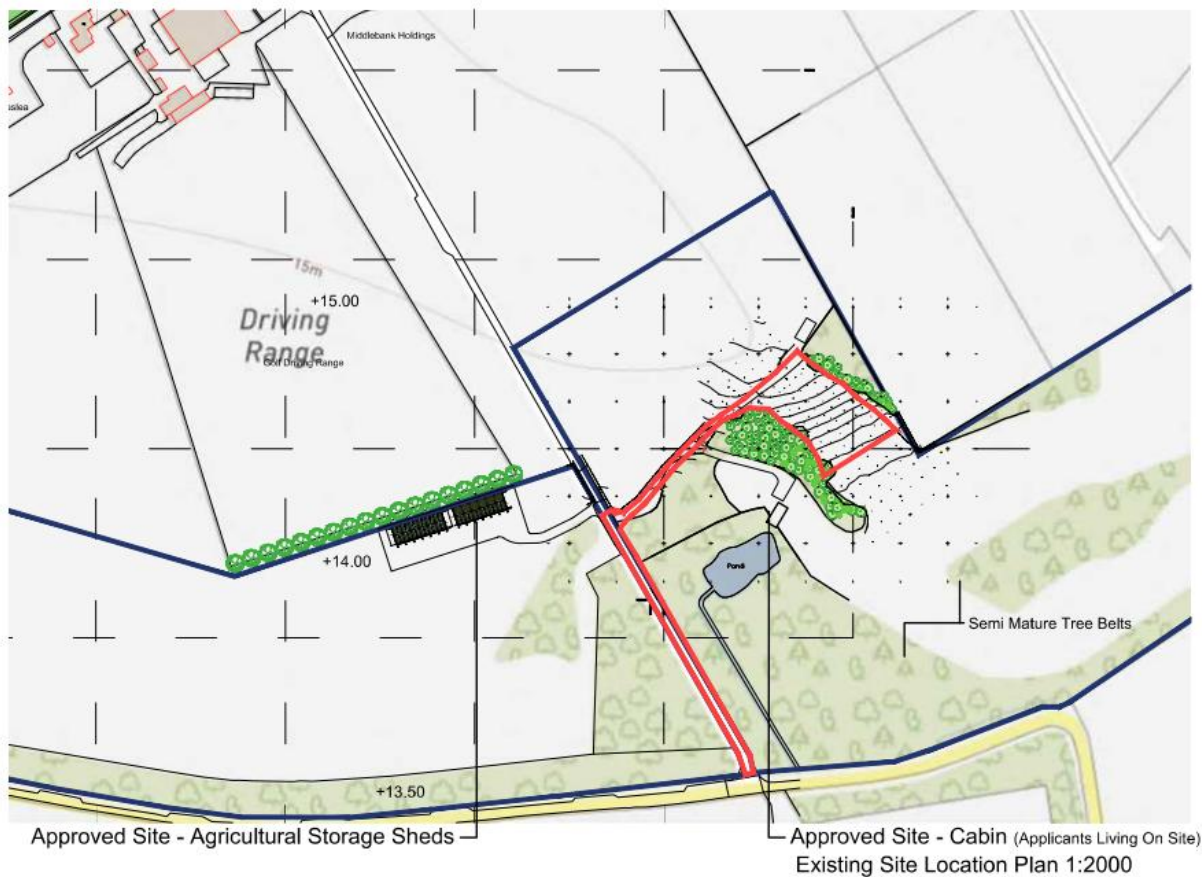 Middlebank Holdings
slea
15m
+15.00
Driving
Range
Golf Driving Range
+14.00
Pond
Semi Mature Tree Belts
+13.50
Approved Site - Agricultural Storage Sheds
Approved Site - Cabin (Applicants Living On Site)
Existing Site Location Plan 1:2000